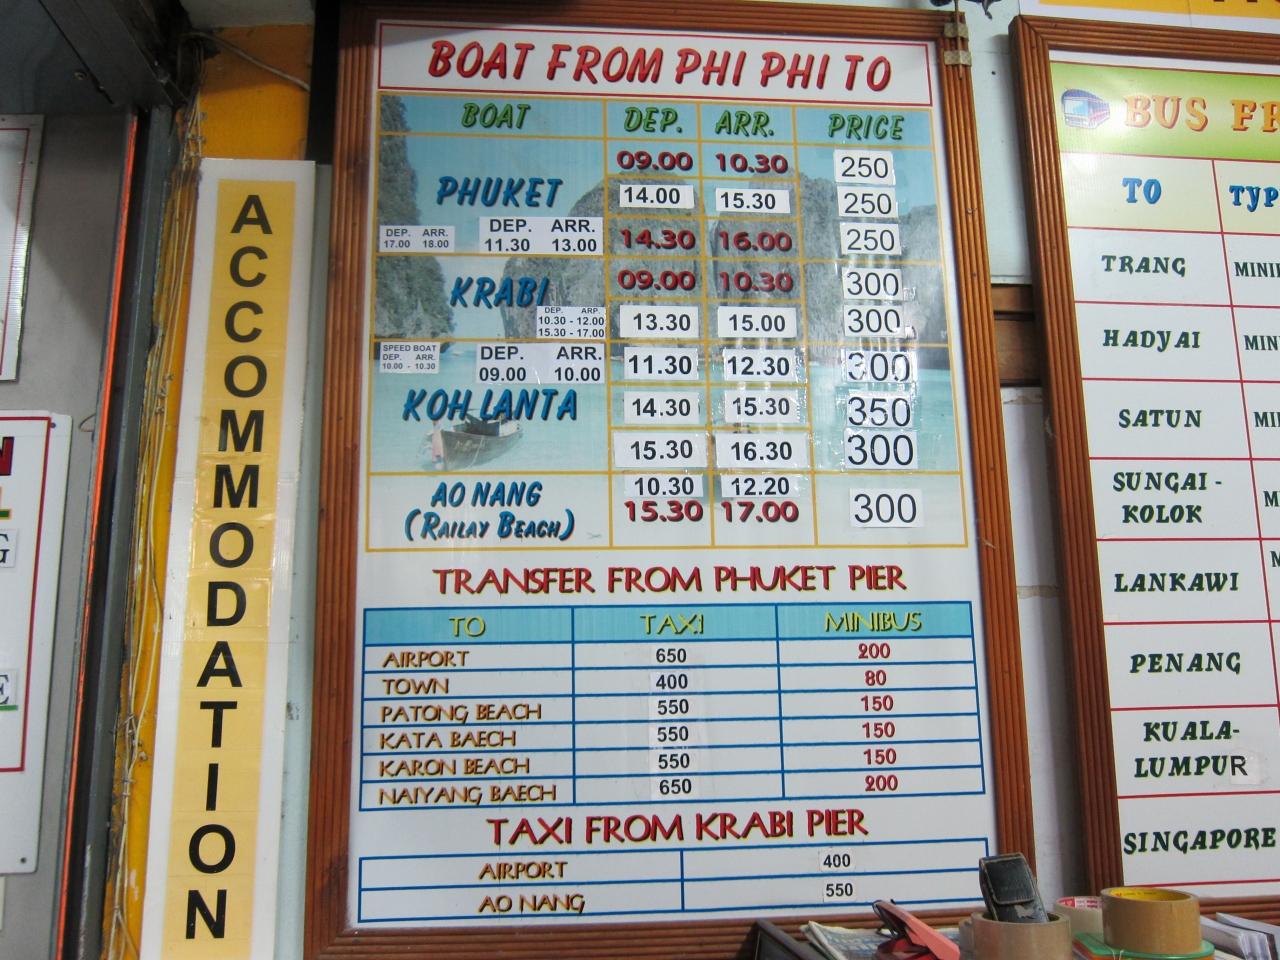 BOAT FROM PHI PHI TO
BOAT DEP. ARR. PRICE
09.00 10.30 250
PHUKET 14.00 15.30 250
DEP. ARR. DEP. ARR.
17.00 18.00 11.30 13.00 14.30 16.00 250
KRABI 09.00 10.30 300
DEP. ARP.
10.30 - 12.00 13.30 15.00 300
15.30 - 17.00
SPEED BOAT
DEP. ARR. DEP. ARR.
10.00 - 10.30 09.00 10.00 11.30 12.30 300
KOH LANTA 14.30 15.30 350
15.30 16.30 300
AO NANG 10.30 12.20 300
(RAILAY BEACH) 15.30 17.00
TRANSFER FROM PHUKET PIER
TO TAXI MINIBUS
AIRPORT 650 200
TOWN 400 80
PATONG BEACH 550 150
KATA BAECH 550 150
KARON BEACH 550 150
NAIYANG BAECH 650 200
TAXI FROM KRABI PIER
AIRPORT 400
AO NANG 550
ACCOMMODATION
BUS FR
TO TYP
TRANG MINI
HADYAI MIN
SATUN MI
SUNGAI-
KOLOK M
LANKAWI
PENANG
KUALA-
LUMPUR
SINGAPORE